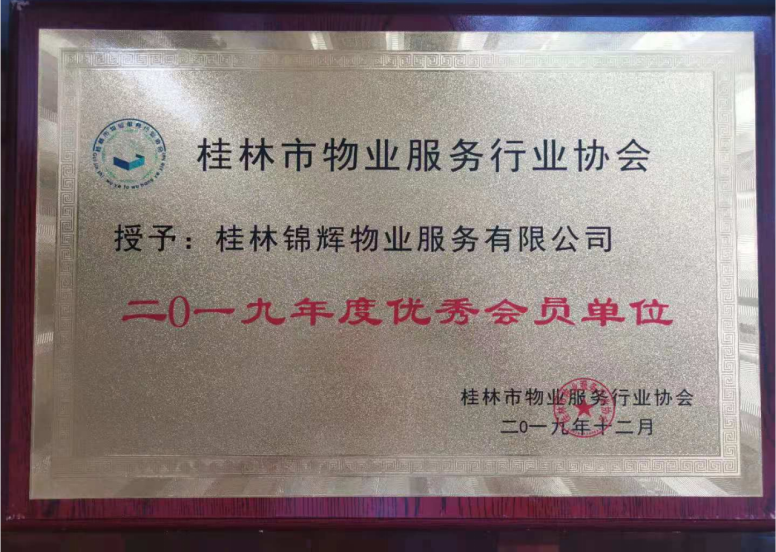 桂林市物业服务行业协会
授予：桂林锦辉物业服务有限公司
二0一九年度优秀会员单位
桂林市物业服务行业协会
二0一九年十二月